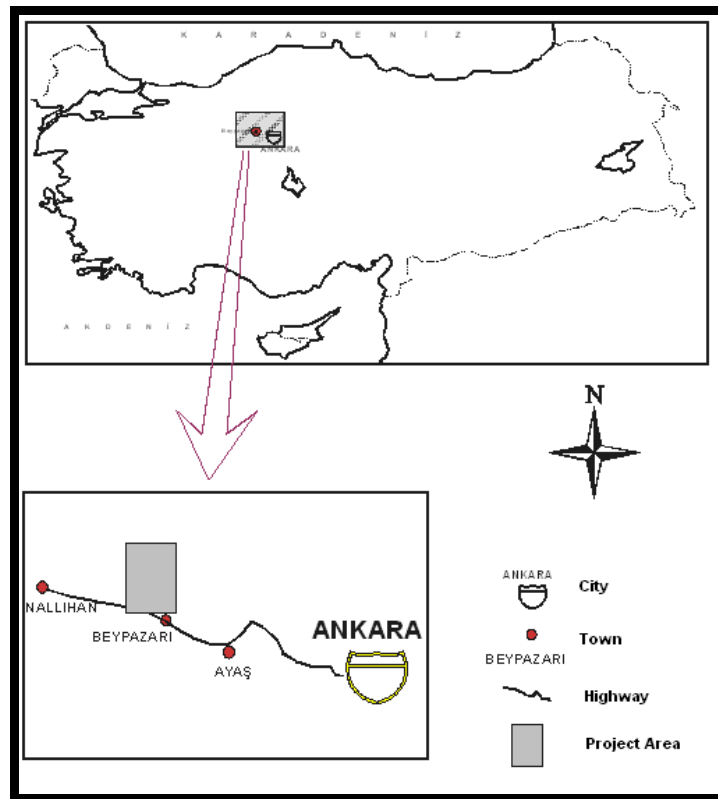 K A R A D E N İ Z
ANKARA
A K D E N İ Z
N
NALLIHAN
BEYPAZARI
AYAŞ
ANKARA
ANKARA
City
Town
BEYPAZARI
Highway
Project Area